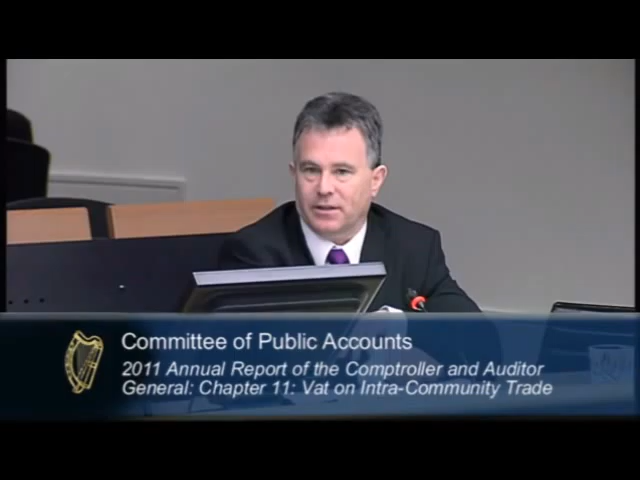 Committee of Public Accounts
2011 Annual Report of the Comptroller and Auditor
General: Chapter 11: Vat on Intra-Community Trade